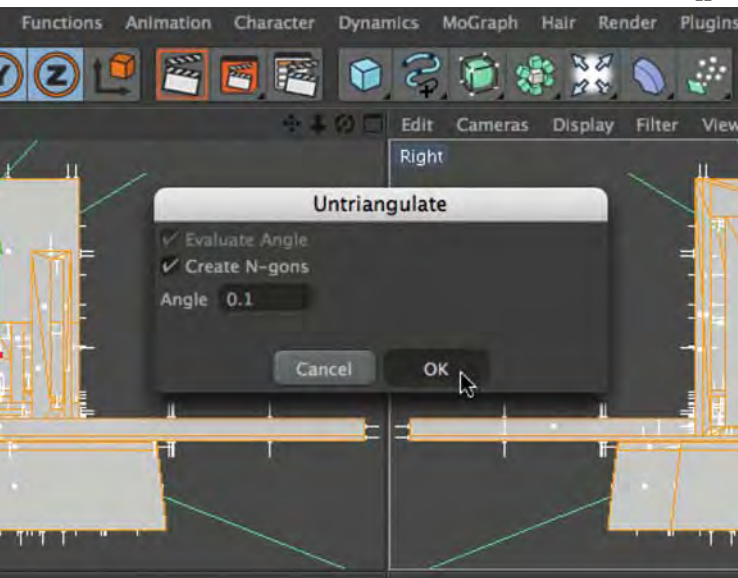 Functions Animation Character Dynamics MoGraph Hair Render Plugins
Y Z
Edit Cameras Display Filter View
Right
Untriangulate
Evaluate Angle
Create N-gons
Angle 0.1
Cancel OK